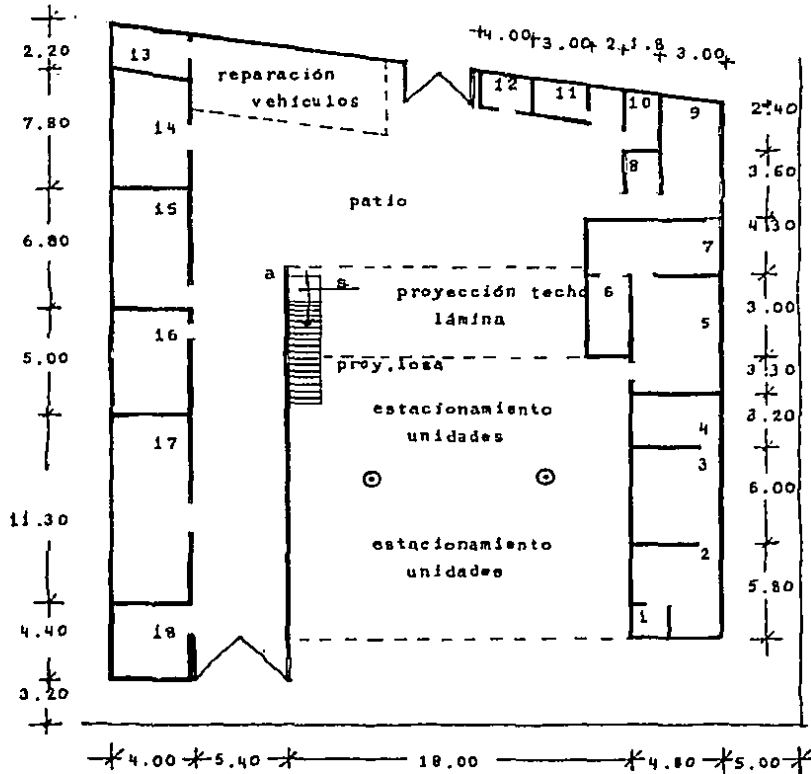 4.00 3.00 2 1.8 3.00
2.20
7.80
6.80
5.00
11.30
4.40
3.20
13
reparación
vehículos
12
11
10
9
14
8
15
patio
7
a
s
proyección techo
lámina
6
5
16
proy.losa
estacionamiento
unidades
4
17
3
estacionamiento
unidades
2
1
18
2.40
3.60
4.30
3.00
3.30
3.20
6.00
5.80
4.00 5.40 18.00 4.80 5.00